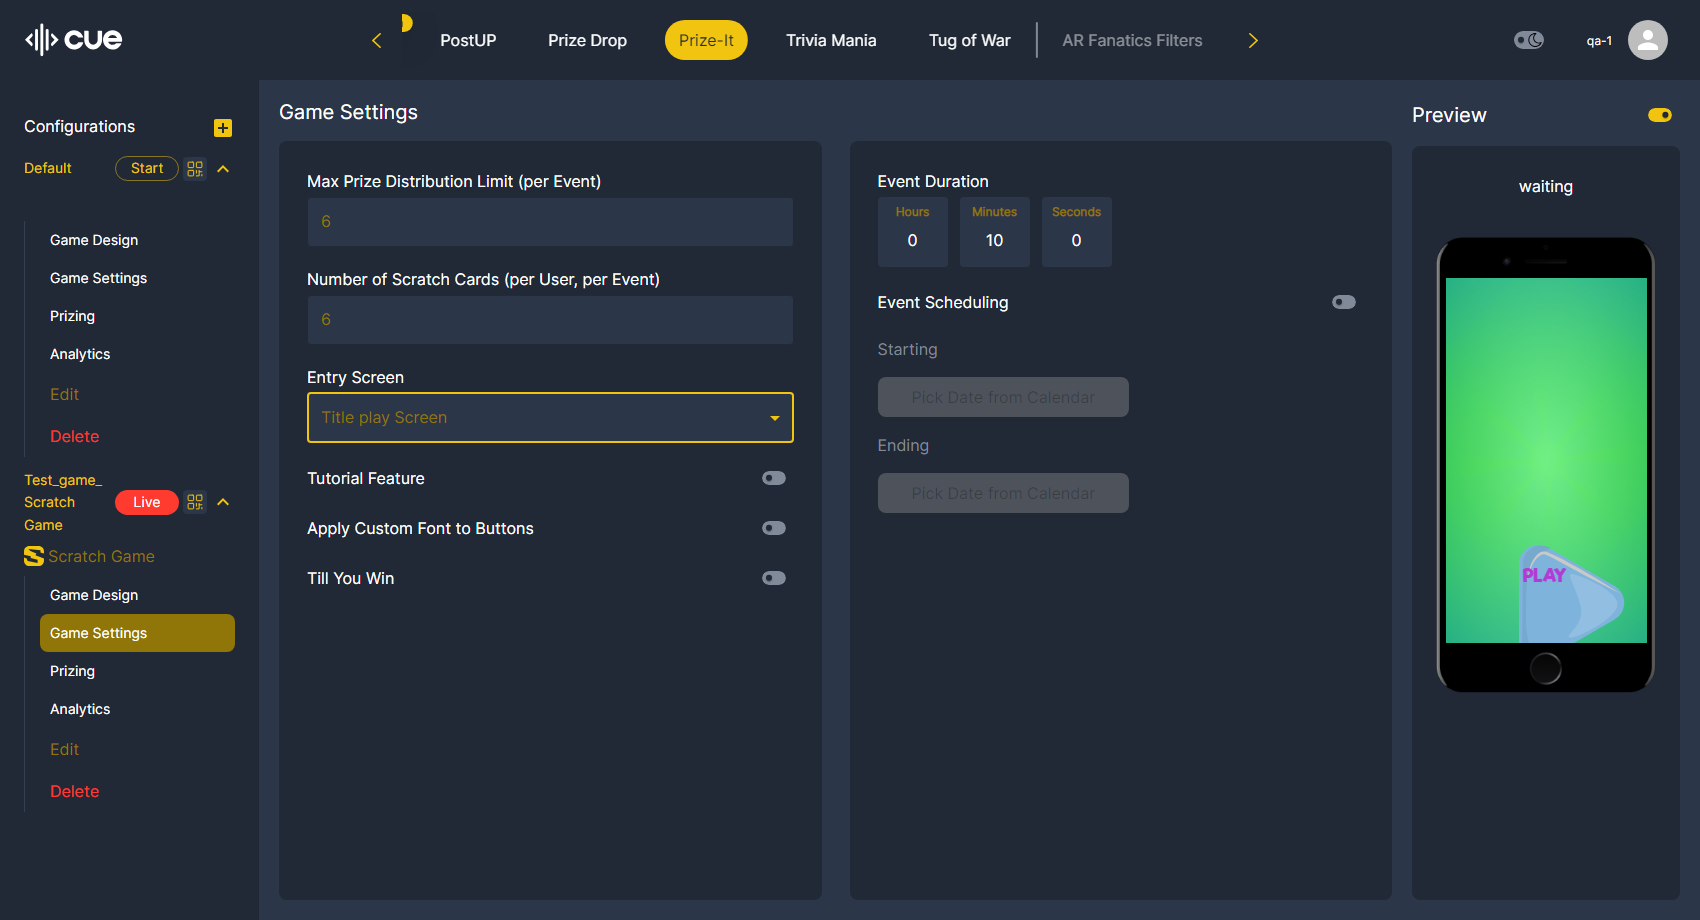 cue
PostUP
Prize Drop
Prize-It
Trivia Mania
Tug of War
AR Fanatics Filters
qa-1
Configurations
Default
Start
Game Design
Game Settings
Prizing
Analytics
Edit
Delete
Test_game_
Scratch
Game
Live
Scratch Game
Game Design
Game Settings
Prizing
Analytics
Edit
Delete
Game Settings
Max Prize Distribution Limit (per Event)
6
Number of Scratch Cards (per User, per Event)
6
Entry Screen
Title play Screen
Tutorial Feature
Apply Custom Font to Buttons
Till You Win
Event Duration
Hours
Minutes
Seconds
0
10
0
Event Scheduling
Starting
Pick Date from Calendar
Ending
Pick Date from Calendar
Preview
waiting
PLAY